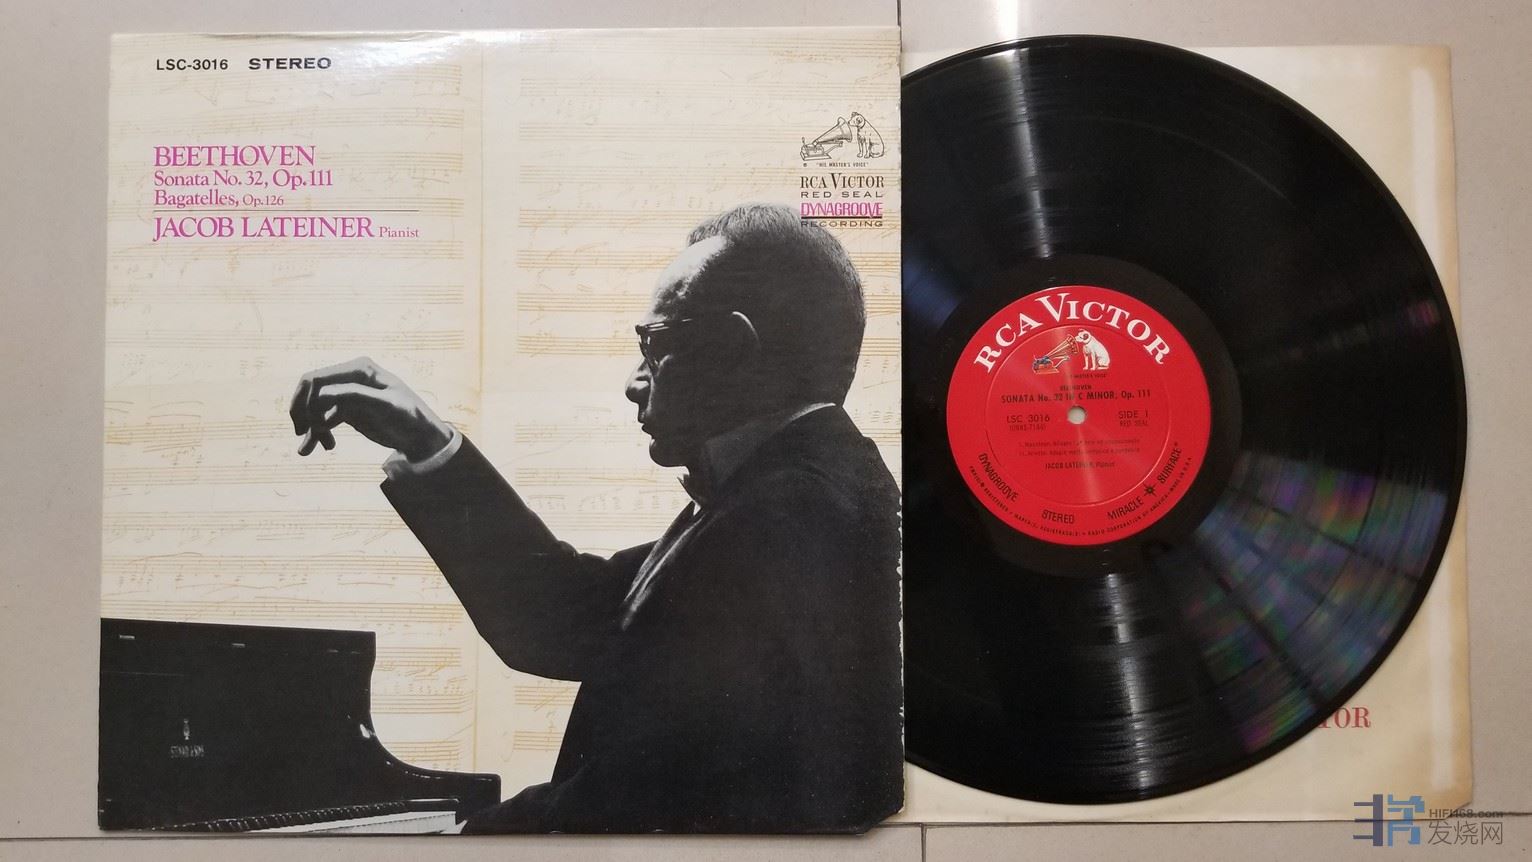 LSC-3016 STEREO
BEETHOVEN
Sonata No. 32, Op. 111
Bagatelles, Op. 126
JACOB LATEINER Pianist
"HIS MASTER'S VOICE"
RCA VICTOR
RED SEAL
DYNAGROOVE
RECORDING
RCA VICTOR
BEETHOVEN
SONATA No. 32 IN C MINOR, Op. 111
LSC 3016
SIDE 1
RED SEAL
JACOB LATEINER, Pianist
DYNAGROOVE
STEREO
MIRACLE SURFACE
TOR
HIFI168.com
发烧网